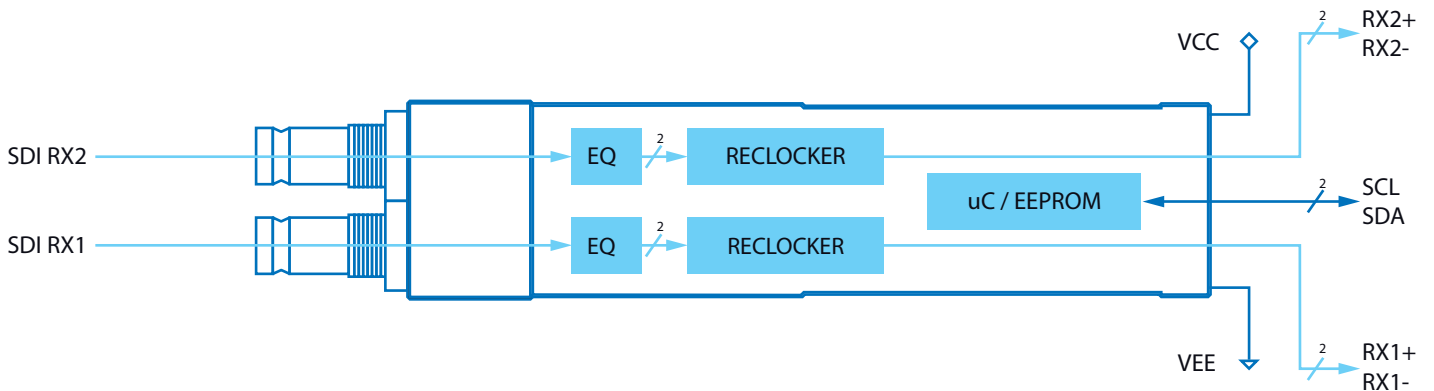 RX2+
RX2-
2
VCC
SDI RX2
EQ
2
RECLOCKER
uC / EEPROM
2
SCL
SDA
SDI RX1
EQ
2
RECLOCKER
VEE
2
RX1+
RX1-